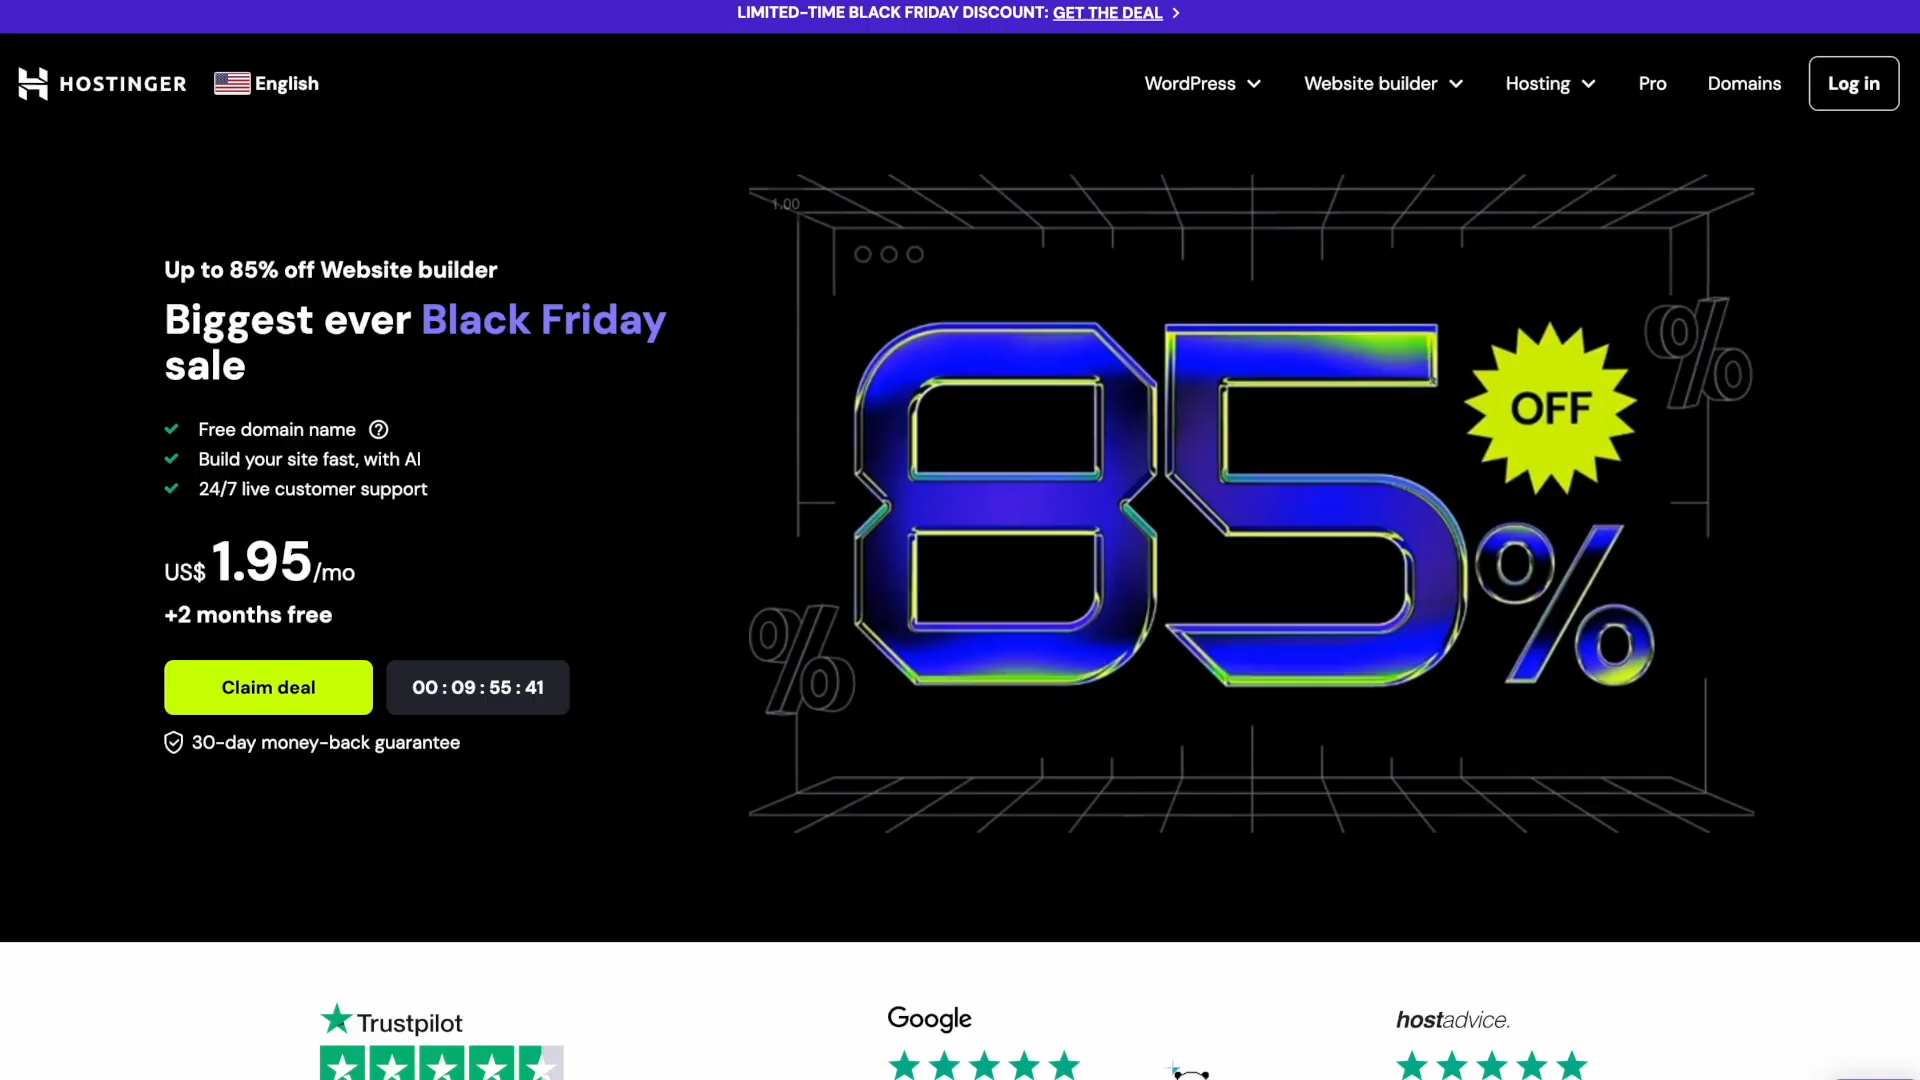 LIMITED-TIME BLACK FRIDAY DISCOUNT: GET THE DEAL
HOSTINGER
English
WordPress
Website builder
Hosting
Pro
Domains
Log in
1.00
Up to 85% off Website builder
Biggest ever Black Friday
sale
Free domain name
Build your site fast, with AI
24/7 live customer support
US$ 1.95/mo
+2 months free
Claim deal
00 : 09 : 55 : 41
30-day money-back guarantee
85%
OFF
%
%
Trustpilot
Google
hostadvice.